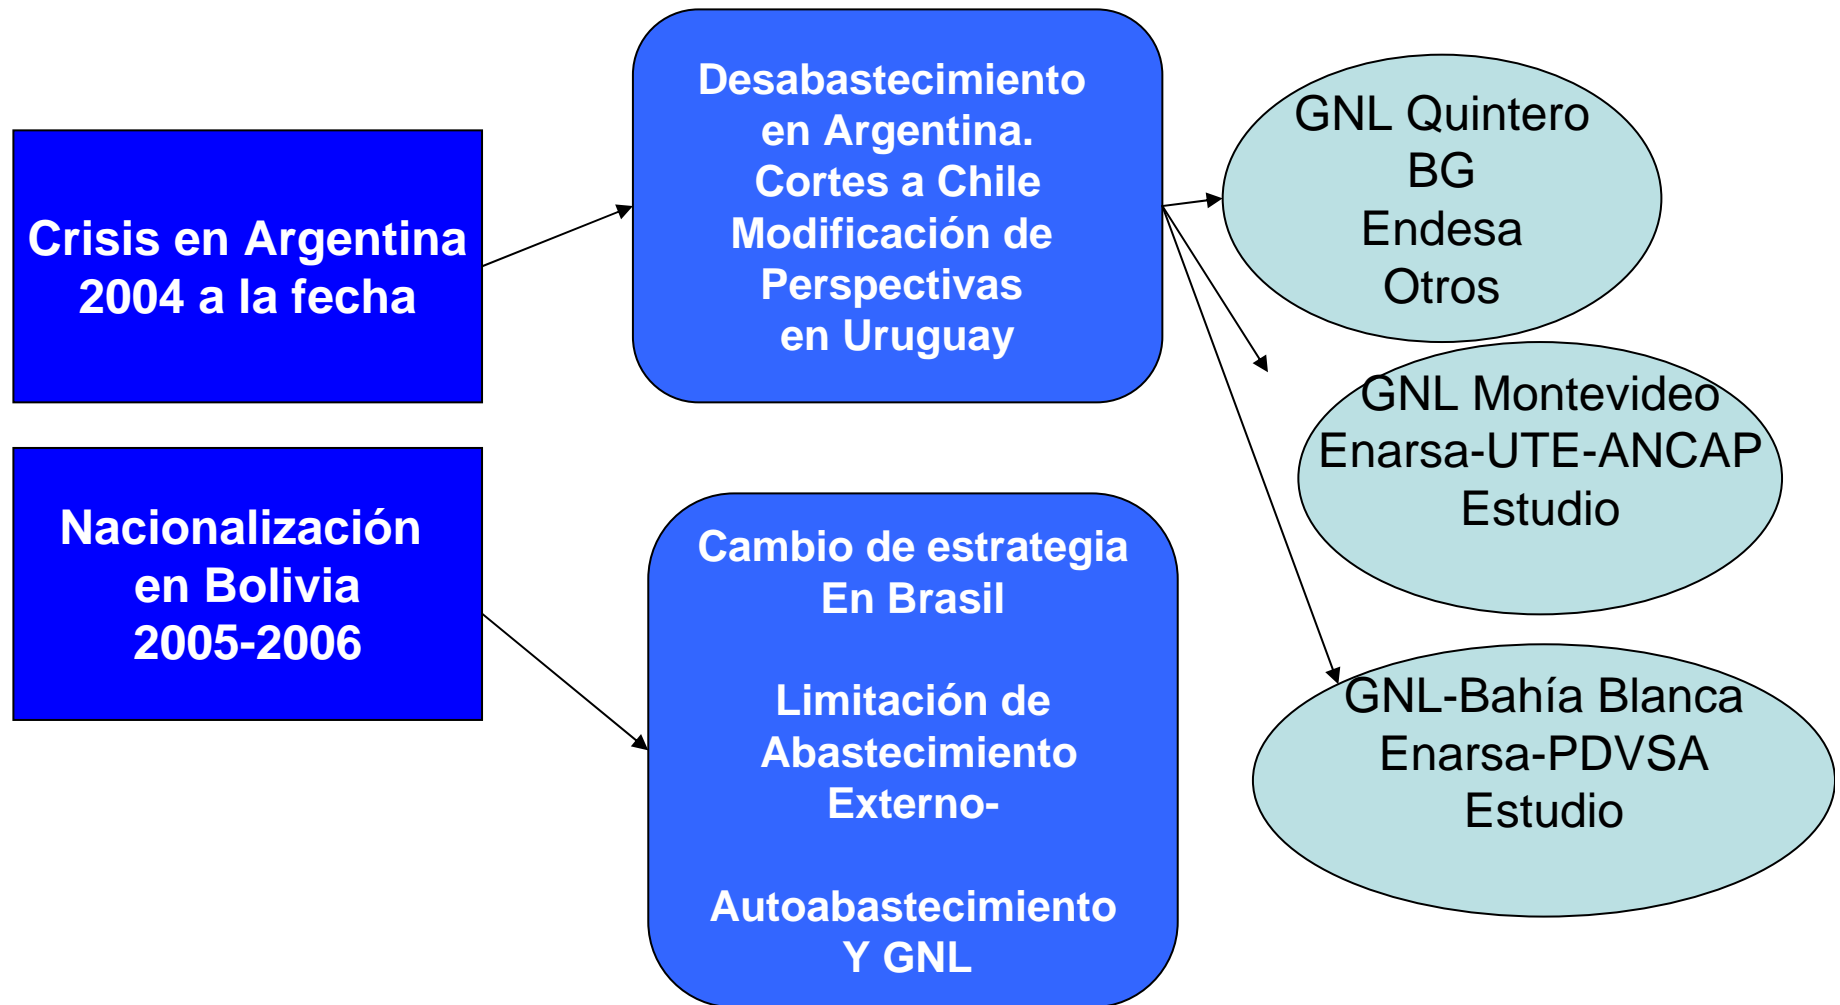 Crisis en Argentina
2004 a la fecha
Desabastecimiento
en Argentina.
Cortes a Chile
Modificación de
Perspectivas
en Uruguay
GNL Quintero
BG
Endesa
Otros
GNL Montevideo
Enarsa-UTE-ANCAP
Estudio
GNL-Bahía Blanca
Enarsa-PDVSA
Estudio
Nacionalización
en Bolivia
2005-2006
Cambio de estrategia
En Brasil
Limitación de
Abastecimiento
Externo-
Autoabastecimiento
Y GNL